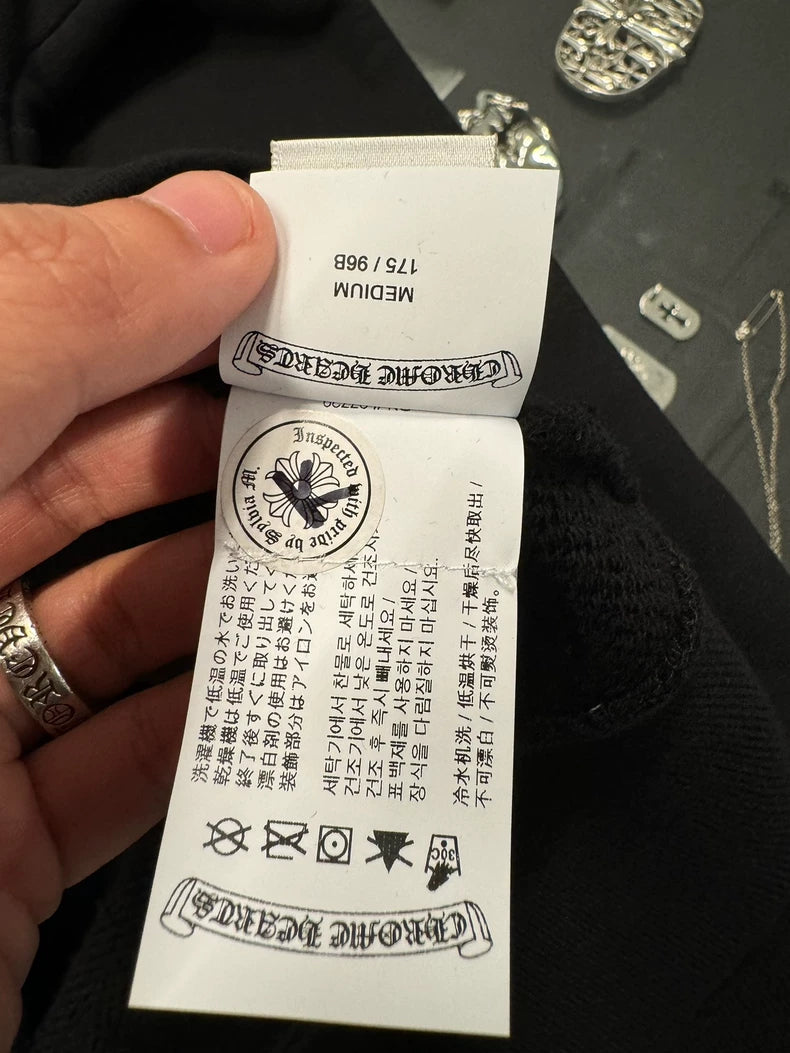 MEDIUM
175 / 96B
CHROME HEARTS
Inspected with pride by Sylvia M.
洗濯機で低温の水でお洗い
乾燥機は低温でご使用くだ
終了後すぐに取り出してく
漂白剤の使用はお避けくだ
装飾部分はアイロンをお避
세탁기에서 찬물로 세탁하세
건조기에서 낮은 온도로 건조시
건조 후 즉시 빼내세요/
표백제를 사용하지 마세요/
장식을 다림질하지 마십시요.
冷水机洗 / 低温烘干 / 干燥后尽快取出 /
不可漂白 / 不可熨烫装饰。
30C
CHROME HEARTS